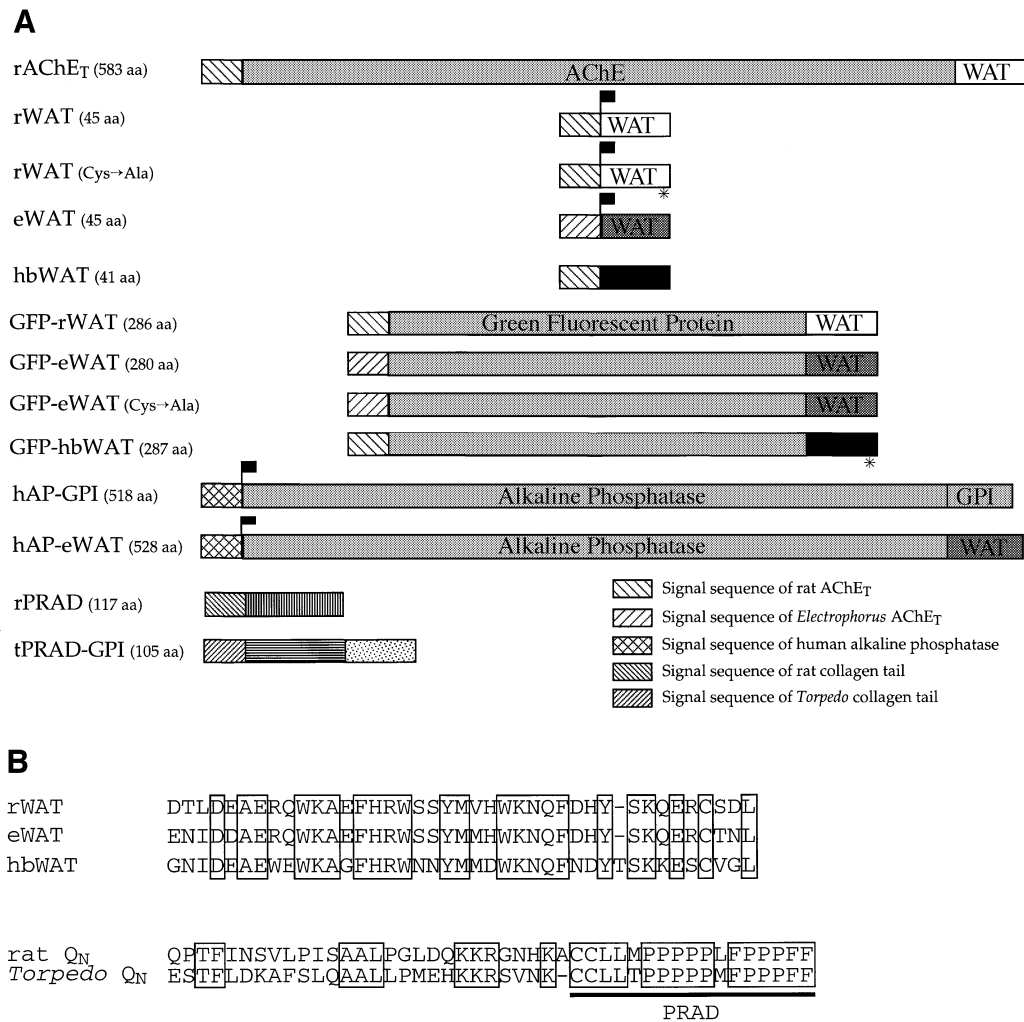 A
rAChET (583 aa) AChE WAT
rWAT (45 aa) WAT
rWAT (Cys→Ala) WAT
*
eWAT (45 aa) WAT
hbWAT (41 aa)
GFP-rWAT (286 aa) Green Fluorescent Protein WAT
GFP-eWAT (280 aa) WAT
GFP-eWAT (Cys→Ala) WAT
GFP-hbWAT (287 aa)
*
hAP-GPI (518 aa) Alkaline Phosphatase GPI
hAP-eWAT (528 aa) Alkaline Phosphatase WAT
rPRAD (117 aa)
tPRAD-GPI (105 aa)
Signal sequence of rat AChET
Signal sequence of Electrophorus AChET
Signal sequence of human alkaline phosphatase
Signal sequence of rat collagen tail
Signal sequence of Torpedo collagen tail
B
rWAT DTLDEAERQWKAEFHRWSSYMVHWKNQFDHY-SKQERCSDL
eWAT ENIDDAERQWKAEFHRWSSYMMHWKNQFDHY-SKQERCTNL
hbWAT GNIDEAEWEWKAGFHRWNNYMMDWKNQFNDYTSKKESCVGL
rat QN QPTFINSVLPISAALPGLDQKKRGNHKACCLLMPPPPPLFPPPFF
Torpedo QN ESTFLDKAFSLQAALLPMEHKKRSVNK-CCLLTPPPPPMFPPPFF
PRAD